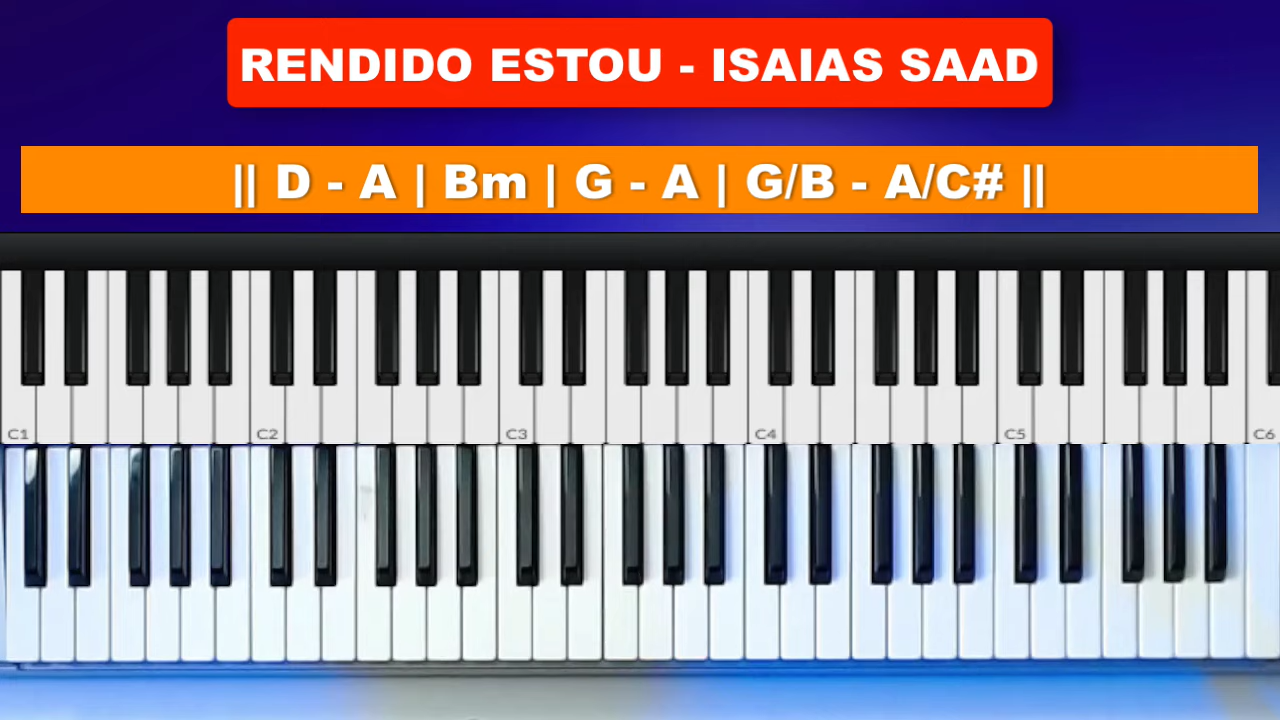 RENDIDO ESTOU - ISAIAS SAAD
|| D - A | Bm | G - A | G/B - A/C# ||
C1 C2 C3 C4 C5 C6